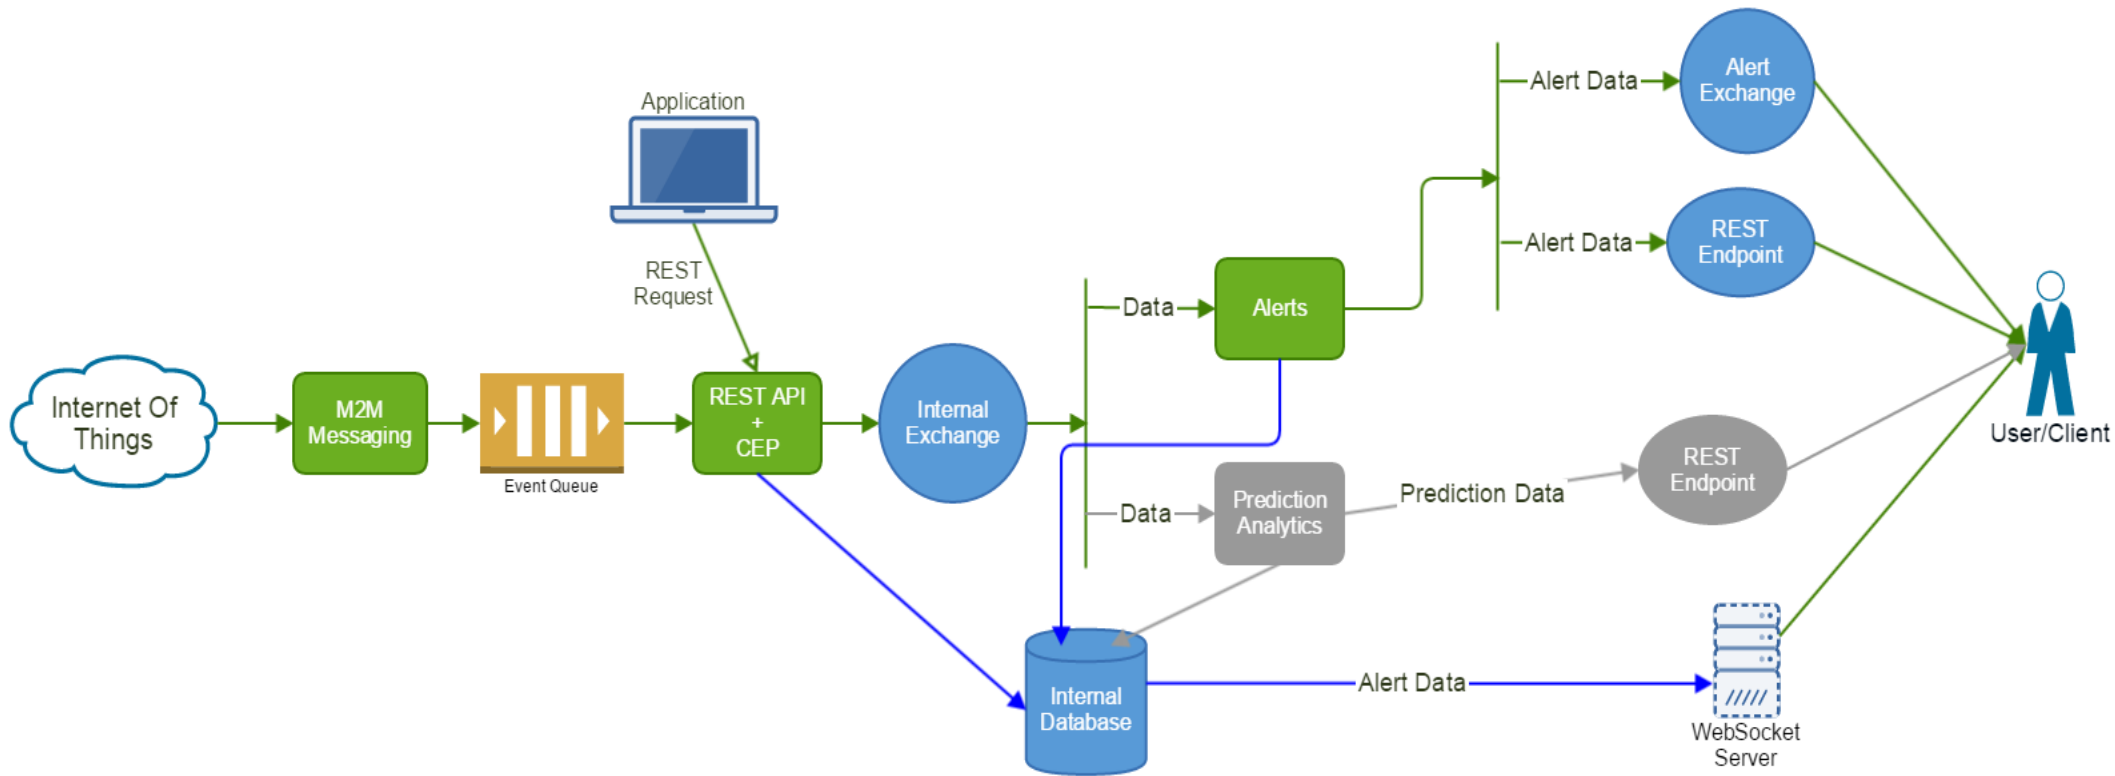 Application
REST
Request
Internet Of
Things
M2M
Messaging
Event Queue
REST API
+
CEP
Internal
Exchange
Data
Alerts
Data
Prediction
Analytics
Internal
Database
Alert Data
Alert
Exchange
Alert Data
REST
Endpoint
Prediction Data
REST
Endpoint
Alert Data
WebSocket
Server
User/Client